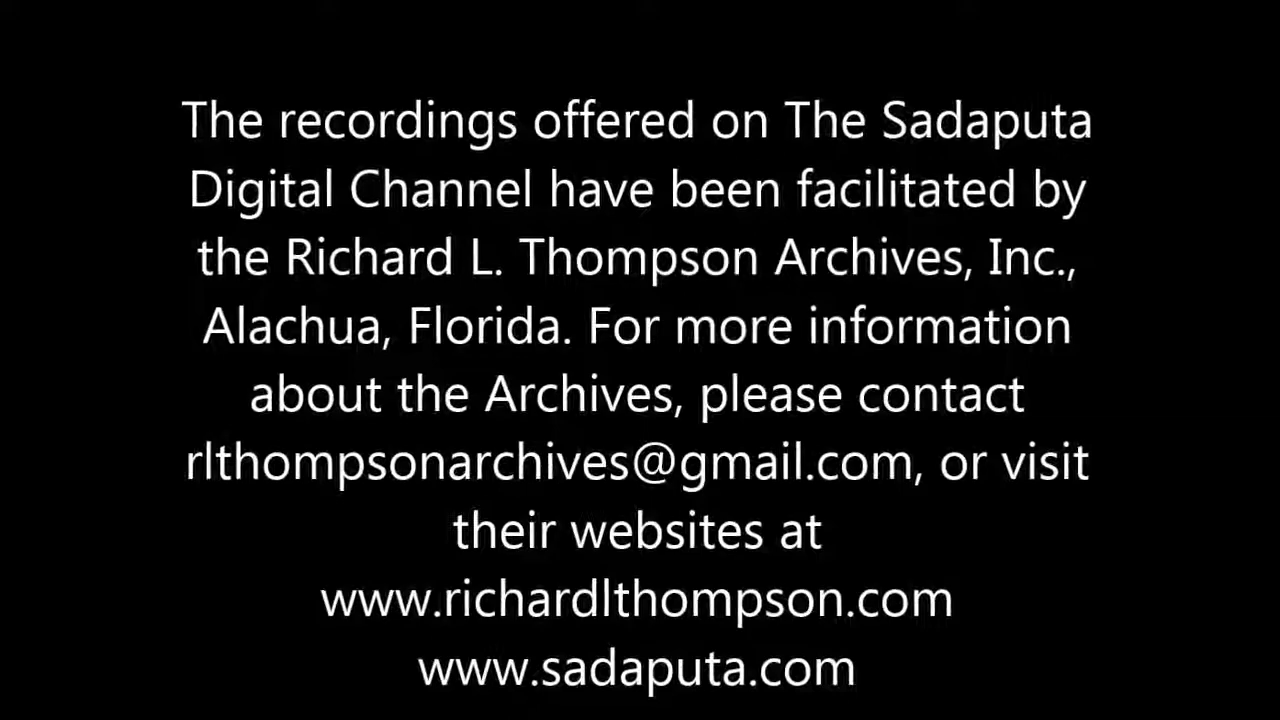 The recordings offered on The Sadaputa
Digital Channel have been facilitated by
the Richard L. Thompson Archives, Inc.,
Alachua, Florida. For more information
about the Archives, please contact
rlthompsonarchives@gmail.com, or visit
their websites at
www.richardlthompson.com
www.sadaputa.com